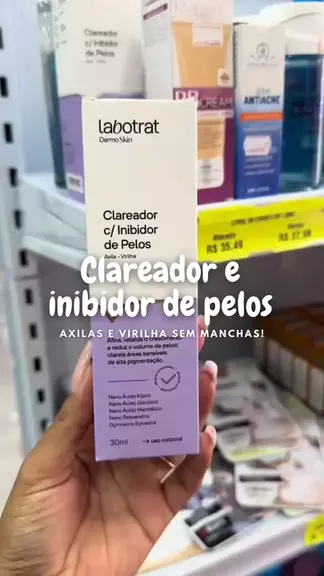 labotrat
Dermo Skin
Clareador
c/ Inibidor
de Pelos
Axila - Virilha
BB CREAM
ANTIACNE
R$ 35,49
R$ 37,98
Clareador e
inibidor de pelos
AXILAS E VIRILHA SEM MANCHAS!
Afina, retarda o crescimento
e reduz o volume de pelos;
clareia áreas sensíveis
de alta pigmentação.
Nano Ácido Kójico
Nano Ácido Glicólico
Nano Ácido Mandélico
Nano Resveratrol
Gymnema Sylvestre
30ml
→ uso corporal